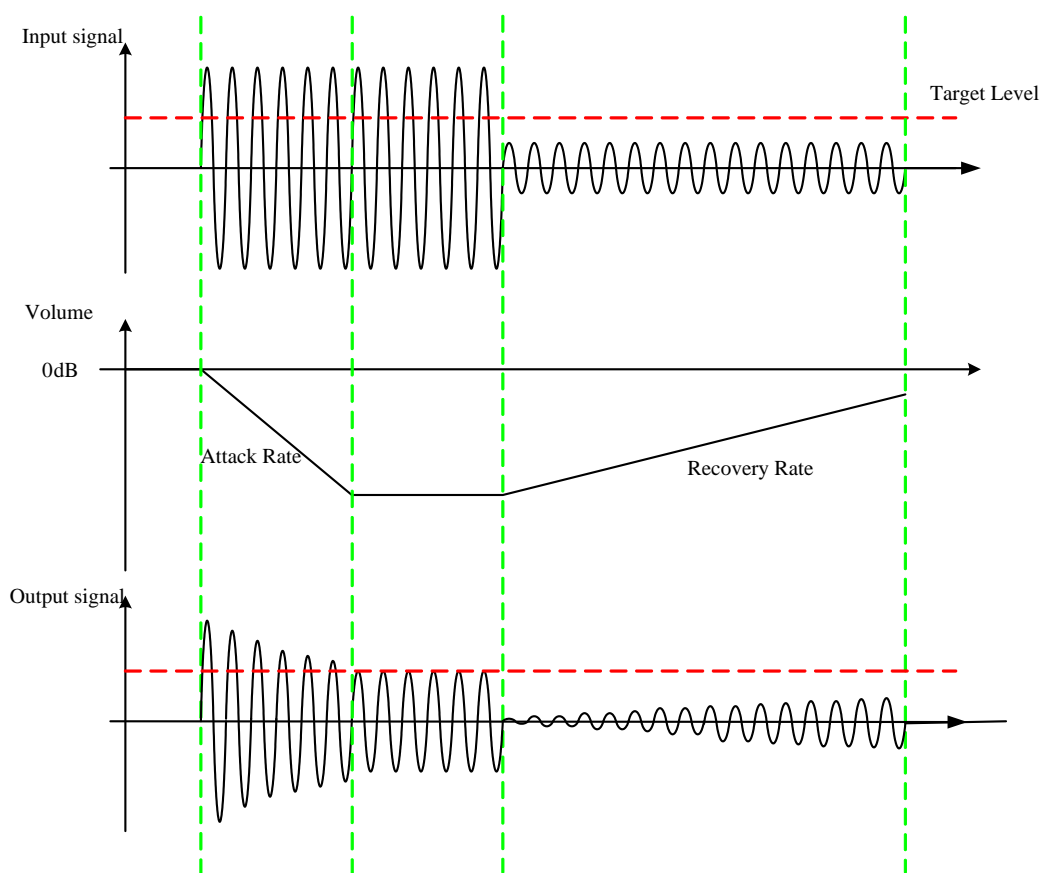 Input signal
Target Level
Volume
0dB
Attack Rate
Recovery Rate
Output signal